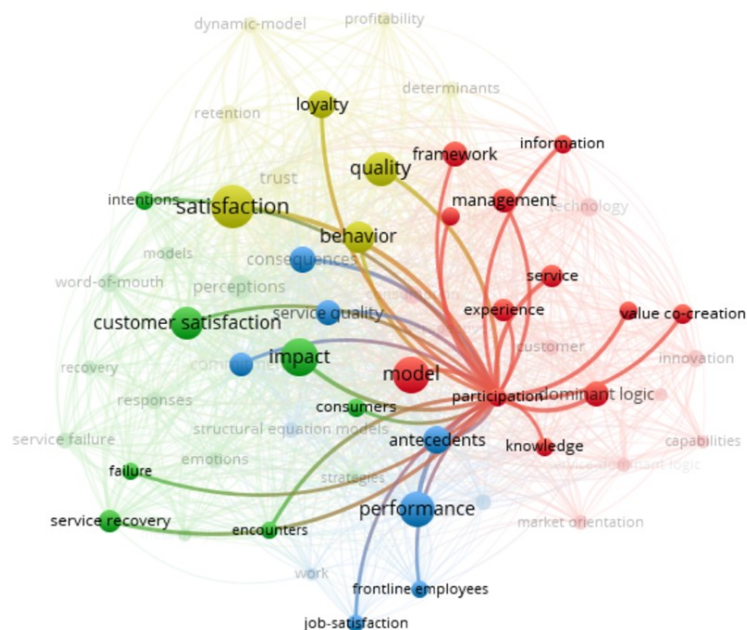 profitability
dynamic-model
determinants
loyalty
retention
information
framework
quality
trust
intentions
satisfaction
management
technology
behavior
models
consequences
service
word-of-mouth
perceptions
experience
value co-creation
service quality
customer satisfaction
customer
impact
innovation
recovery
model
participation
dominant logic
responses
consumers
structural equation models
service failure
antecedents
knowledge
capabilities
emotions
service-dominant logic
failure
strategies
performance
service recovery
encounters
market orientation
work
frontline employees
job-satisfaction